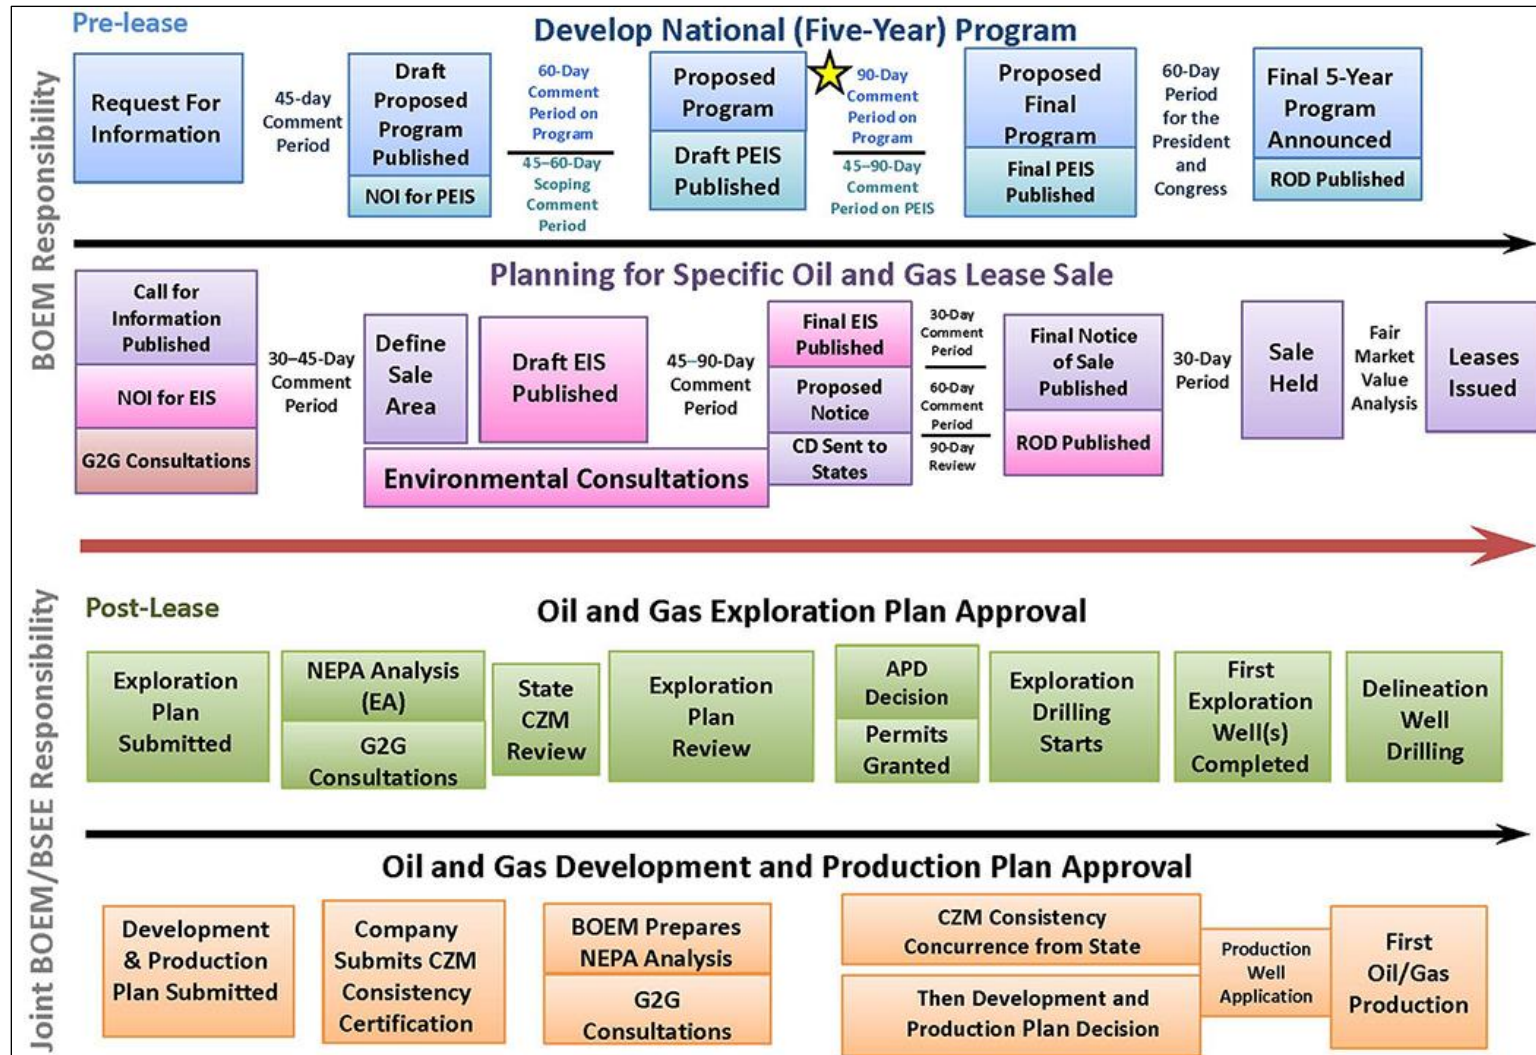 Pre-lease
Develop National (Five-Year) Program
BOEM Responsibility
Request For
Information
45-day
Comment
Period
Draft
Proposed
Program
Published
NOI for PEIS
60-Day
Comment
Period on
Program
45–60-Day
Scoping
Comment
Period
Proposed
Program
Draft PEIS
Published
90-Day
Comment
Period on
Program
45–90-Day
Comment
Period on PEIS
Proposed
Final
Program
Final PEIS
Published
60-Day
Period
for the
President
and
Congress
Final 5-Year
Program
Announced
ROD Published
Planning for Specific Oil and Gas Lease Sale
Call for
Information
Published
NOI for EIS
G2G Consultations
30–45-Day
Comment
Period
Define
Sale
Area
Draft EIS
Published
Environmental Consultations
45–90-Day
Comment
Period
Final EIS
Published
Proposed
Notice
CD Sent to
States
30-Day
Comment
Period
60-Day
Comment
Period
90-Day
Review
Final Notice
of Sale
Published
ROD Published
30-Day
Period
Sale
Held
Fair
Market
Value
Analysis
Leases
Issued
Joint BOEM/BSEE Responsibility
Post-Lease
Oil and Gas Exploration Plan Approval
Exploration
Plan
Submitted
NEPA Analysis
(EA)
G2G
Consultations
State
CZM
Review
Exploration
Plan
Review
APD
Decision
Permits
Granted
Exploration
Drilling
Starts
First
Exploration
Well(s)
Completed
Delineation
Well
Drilling
Oil and Gas Development and Production Plan Approval
Development
& Production
Plan Submitted
Company
Submits CZM
Consistency
Certification
BOEM Prepares
NEPA Analysis
G2G
Consultations
CZM Consistency
Concurrence from State
Then Development and
Production Plan Decision
Production
Well
Application
First
Oil/Gas
Production